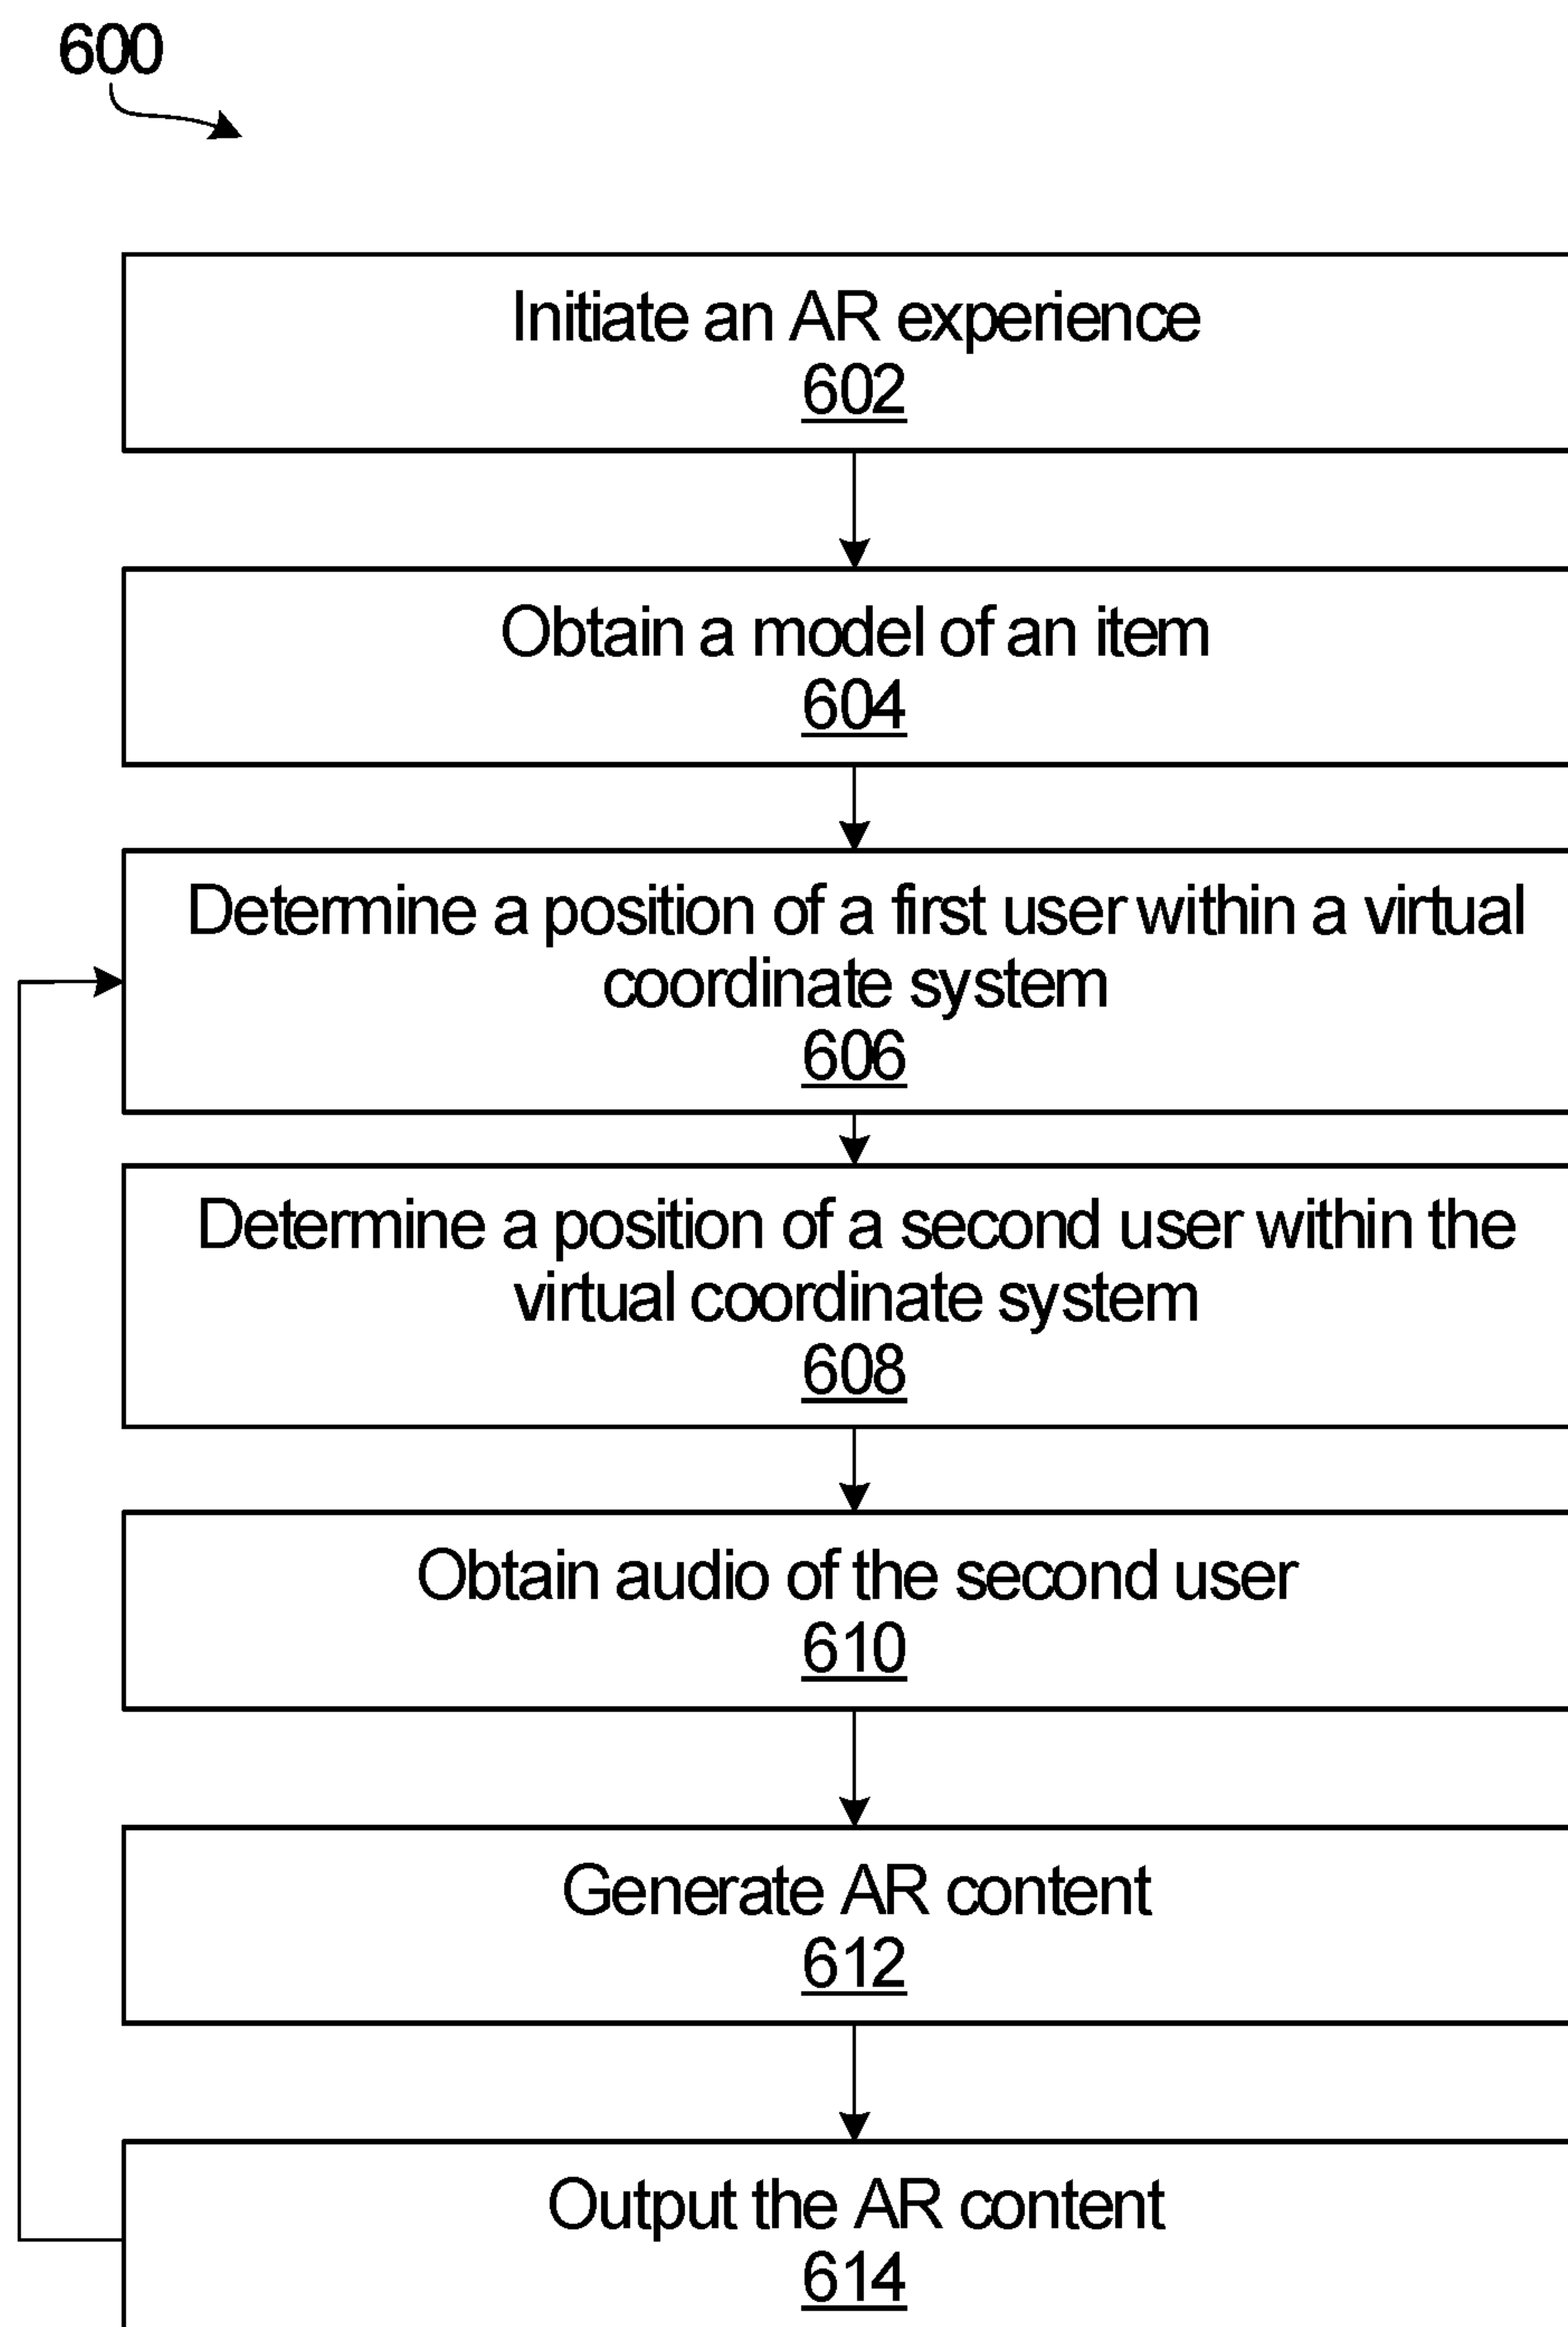 600
Initiate an AR experience
602
Obtain a model of an item
604
Determine a position of a first user within a virtual
coordinate system
606
Determine a position of a second user within the
virtual coordinate system
608
Obtain audio of the second user
610
Generate AR content
612
Output the AR content
614